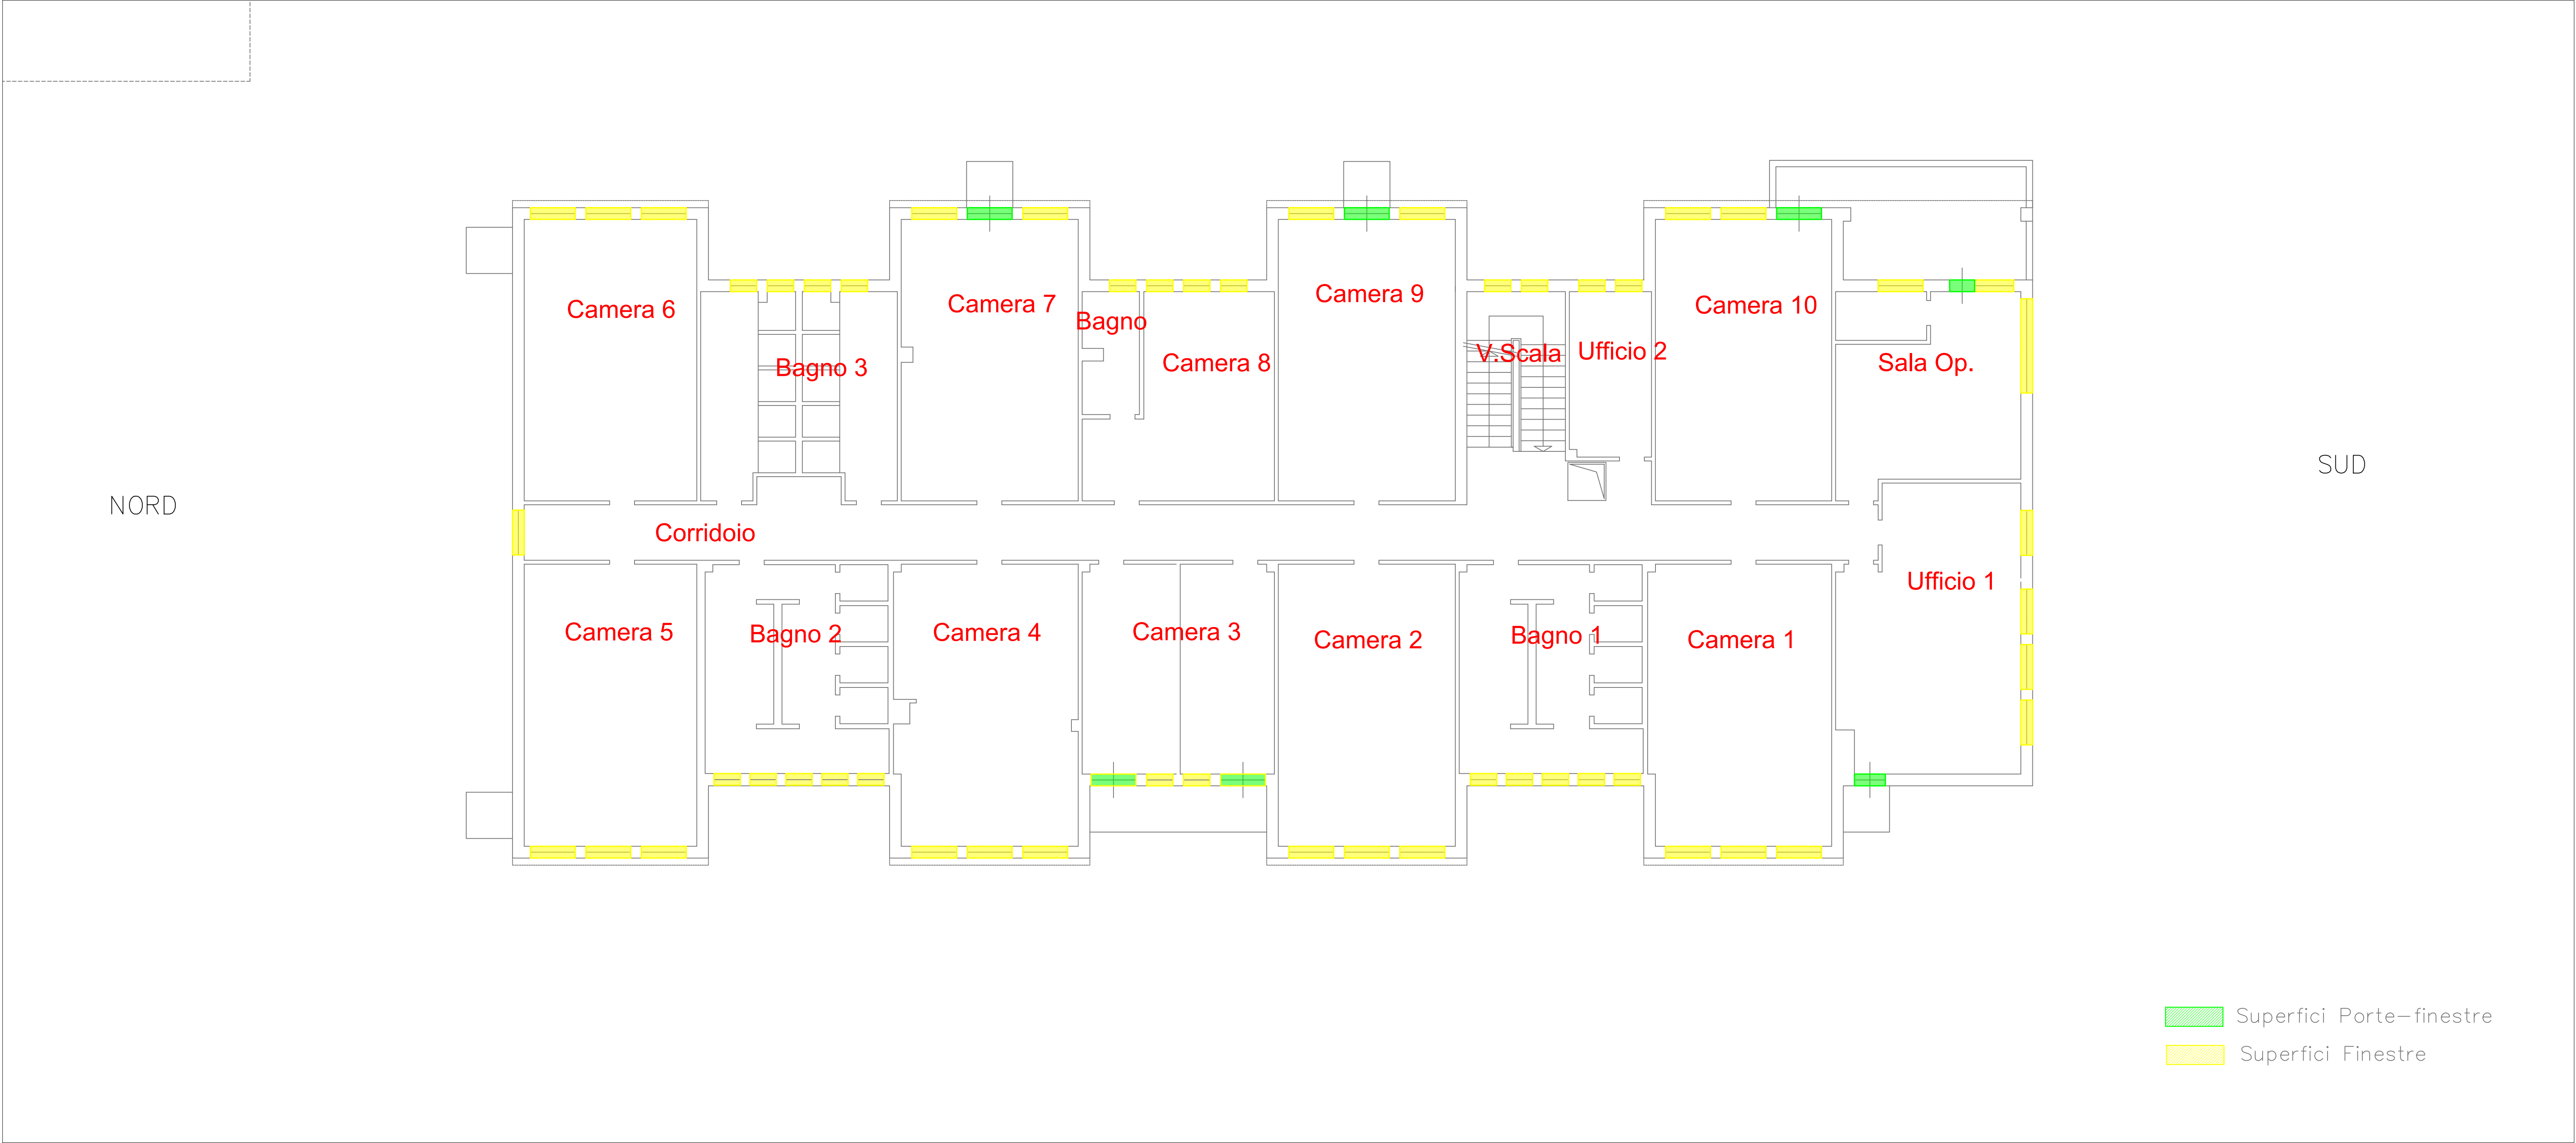 Camera 6
Camera 7
Camera 9
Camera 10
Bagno
Bagno 3
Camera 8
V.Scala
Ufficio 2
Sala Op.
NORD
SUD
Corridoio
Ufficio 1
Camera 5
Bagno 2
Camera 4
Camera 3
Camera 2
Bagno 1
Camera 1
Superfici Porte-finestre
Superfici Finestre